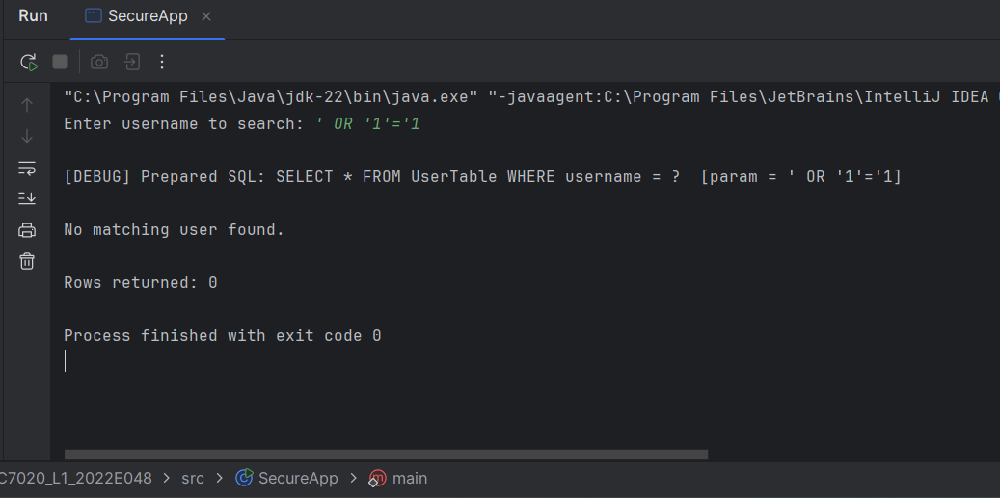 Run SecureApp
"C:\Program Files\Java\jdk-22\bin\java.exe" "-javaagent:C:\Program Files\JetBrains\IntelliJ IDEA
Enter username to search: ' OR '1'='1
[DEBUG] Prepared SQL: SELECT * FROM UserTable WHERE username = ?  [param = ' OR '1'='1]
No matching user found.
Rows returned: 0
Process finished with exit code 0
C7020_L1_2022E048 > src > SecureApp > main